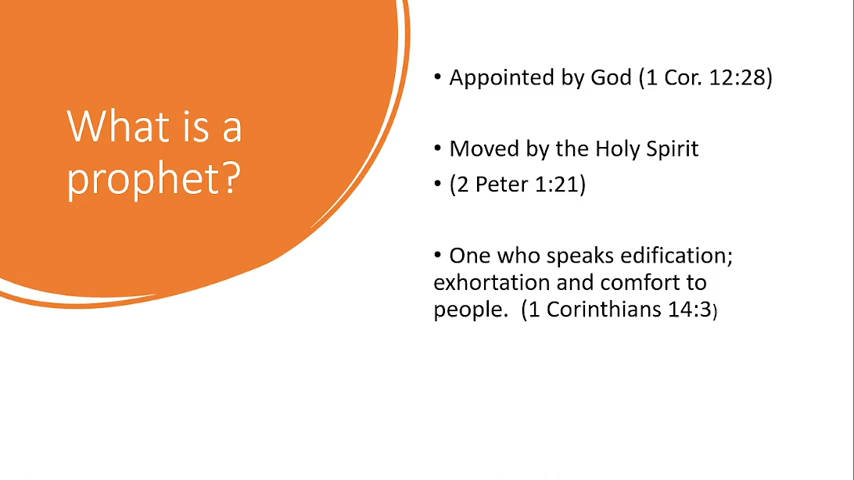 What is a
prophet?
• Appointed by God (1 Cor. 12:28)
• Moved by the Holy Spirit
• (2 Peter 1:21)
• One who speaks edification;
exhortation and comfort to
people.  (1 Corinthians 14:3)